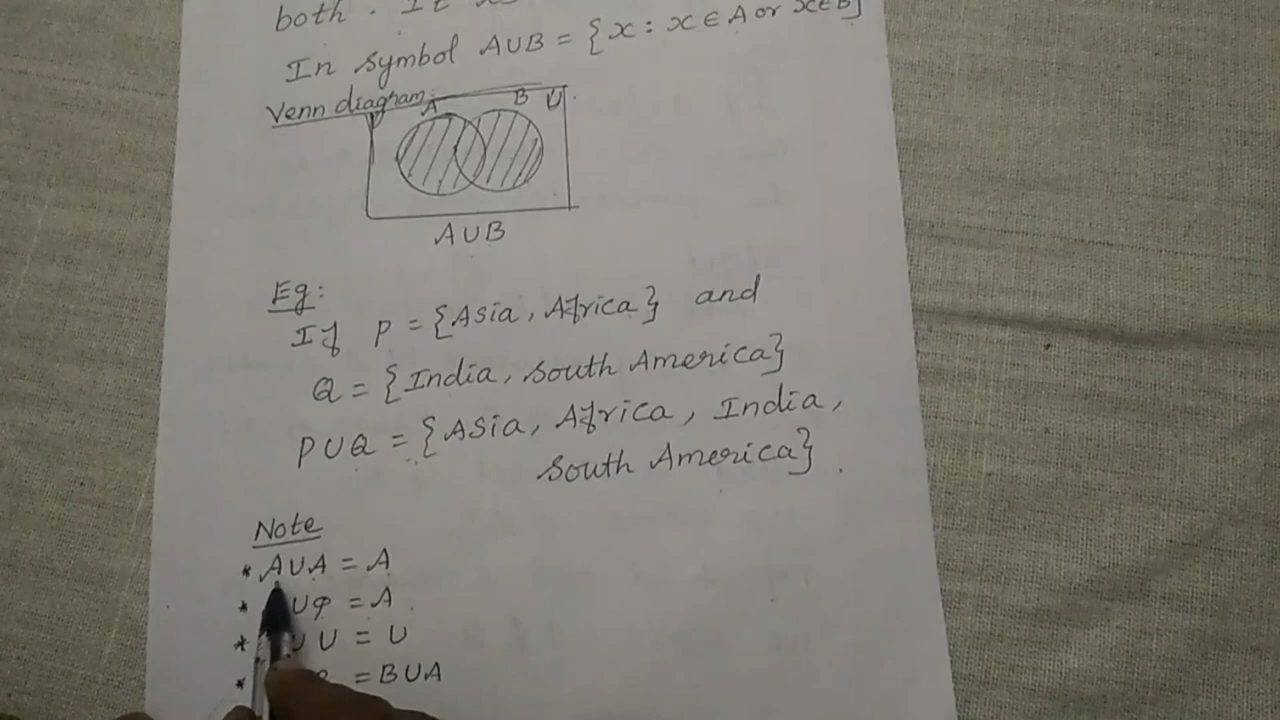 both. It
In symbol A∪B = {x : x ∈ A or x ∈ B}
Venn diagram:
A B U
A∪B
Eg:
If P = {Asia, Africa} and
Q = {India, South America}
P∪Q = {Asia, Africa, India,
South America}.
Note
* A∪A = A
* ∪φ = A.
* ∪ U = U
* = B∪A